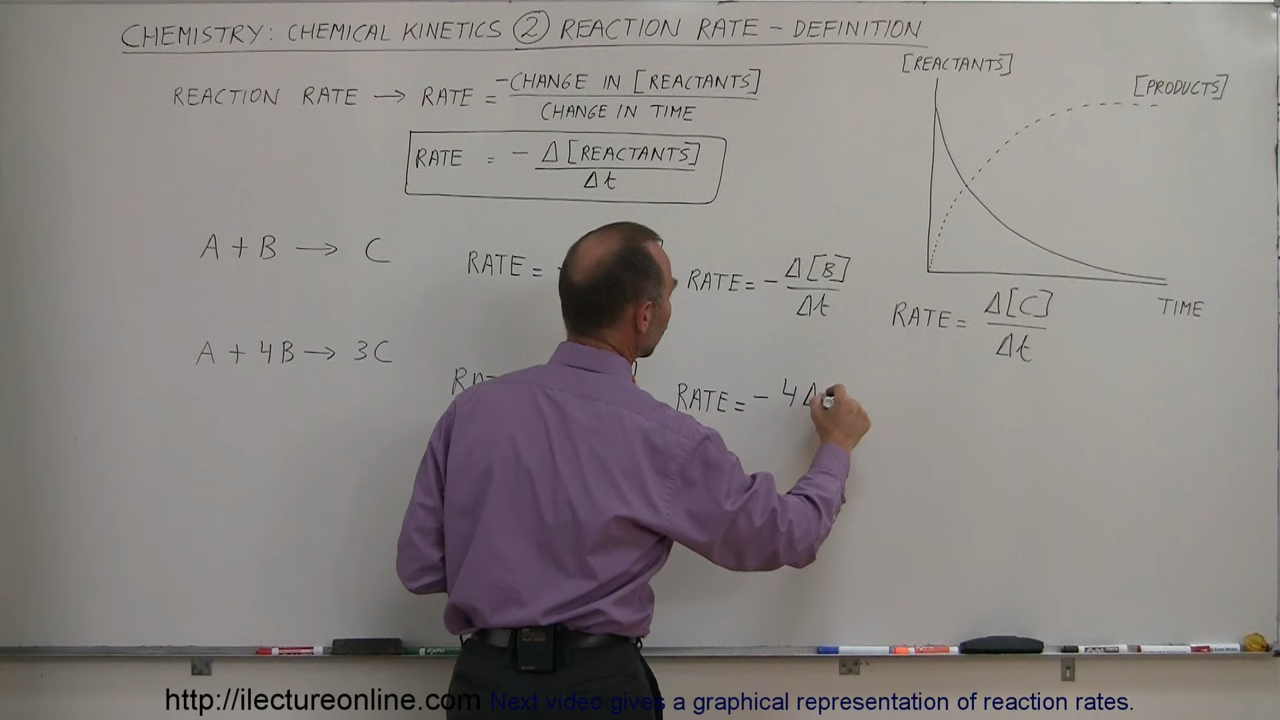 CHEMISTRY: CHEMICAL KINETICS ② REACTION RATE – DEFINITION
REACTION RATE → RATE = -CHANGE IN [REACTANTS]
CHANGE IN TIME
RATE = - Δ[REACTANTS]
Δt
[REACTANTS]
[PRODUCTS]
TIME
A + B → C
RATE =
RATE = - Δ[B]
Δt
RATE = Δ[C]
Δt
A + 4B → 3C
RATE = - 4Δ
http://ilectureonline.com Next video gives a graphical representation of reaction rates.